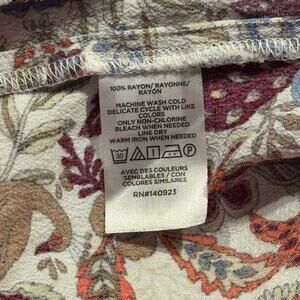 100% RAYON/ RAYONNE/
RAYÓN
MACHINE WASH COLD
DELICATE CYCLE WITH LIKE
COLORS
ONLY NON-CHLORINE
BLEACH WHEN NEEDED
LINE DRY
WARM IRON WHEN NEEDED
30
AVEC DES COULEURS
SEMBLABLES / CON
COLORES SIMILARES
RN#140923